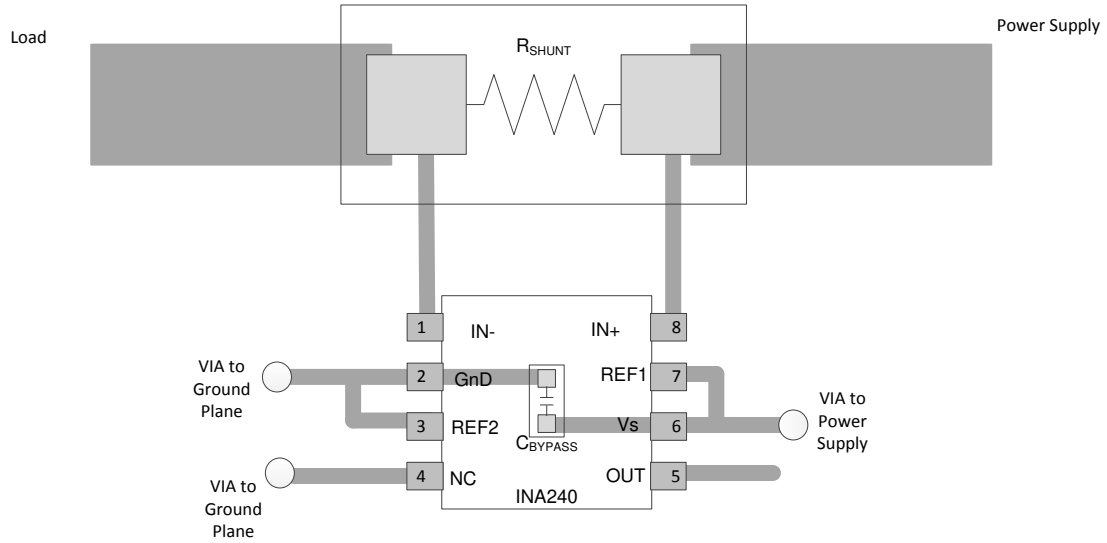 Load
Power Supply
RSHUNT
1
IN-
IN+
8
VIA to
Ground
Plane
2
GnD
REF1
7
VIA to
Power
Supply
3
REF2
Vs
6
CBYPASS
4
NC
OUT
5
INA240
VIA to
Ground
Plane